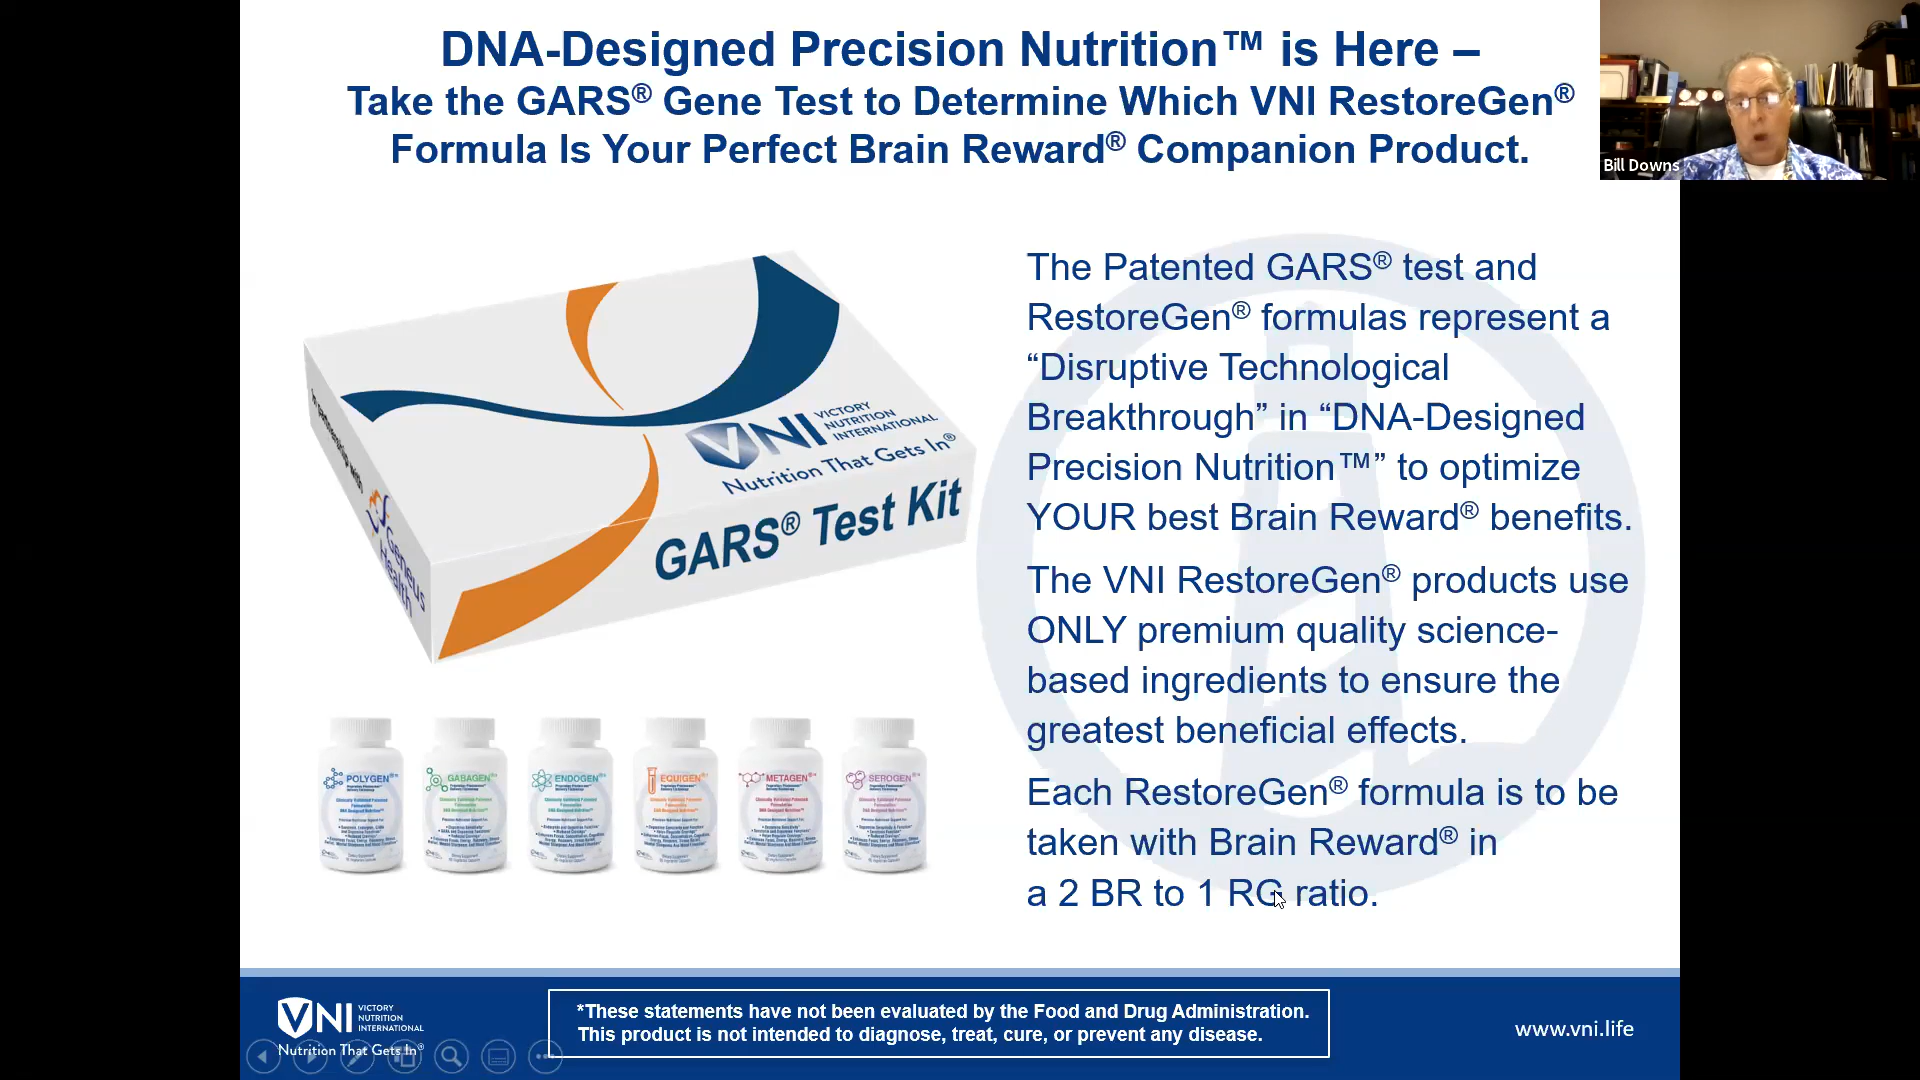 DNA-Designed Precision Nutrition™ is Here –
Take the GARS® Gene Test to Determine Which VNI RestoreGen®
Formula Is Your Perfect Brain Reward® Companion Product.
Bill Downs
The Patented GARS® test and
RestoreGen® formulas represent a
“Disruptive Technological
Breakthrough” in “DNA-Designed
Precision Nutrition™” to optimize
YOUR best Brain Reward® benefits.
The VNI RestoreGen® products use
ONLY premium quality science-
based ingredients to ensure the
greatest beneficial effects.
Each RestoreGen® formula is to be
taken with Brain Reward® in
a 2 BR to 1 RG ratio.
VNI VICTORY
NUTRITION
INTERNATIONAL
Nutrition That Gets In®
GARS® Test Kit
In partnership with
Geneus
Health
POLYGEN
GABAGEN
ENDOGEN
EQUIGEN
METAGEN
SEROGEN
VNI VICTORY
NUTRITION
INTERNATIONAL
Nutrition That Gets In®
*These statements have not been evaluated by the Food and Drug Administration.
This product is not intended to diagnose, treat, cure, or prevent any disease.
www.vni.life